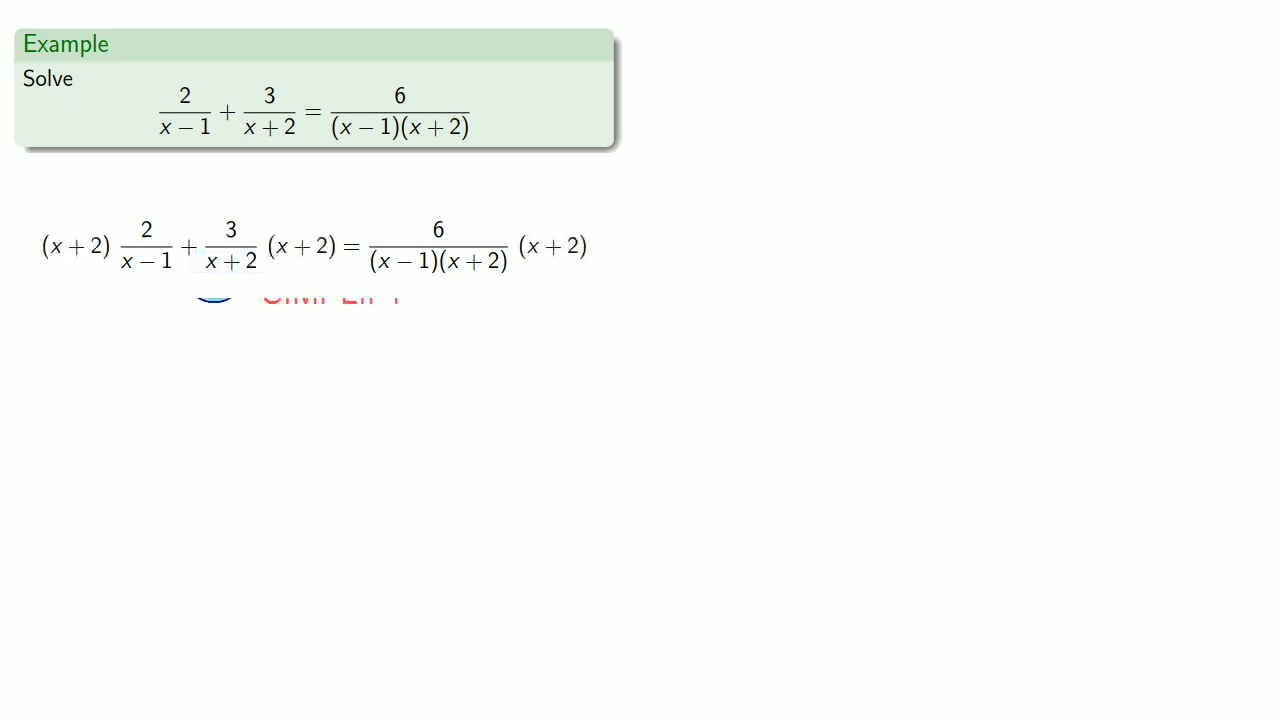 Example
Solve
2/(x − 1) + 3/(x + 2) = 6/((x − 1)(x + 2))
(x + 2) 2/(x − 1) + 3/(x + 2) (x + 2) = 6/((x − 1)(x + 2)) (x + 2)